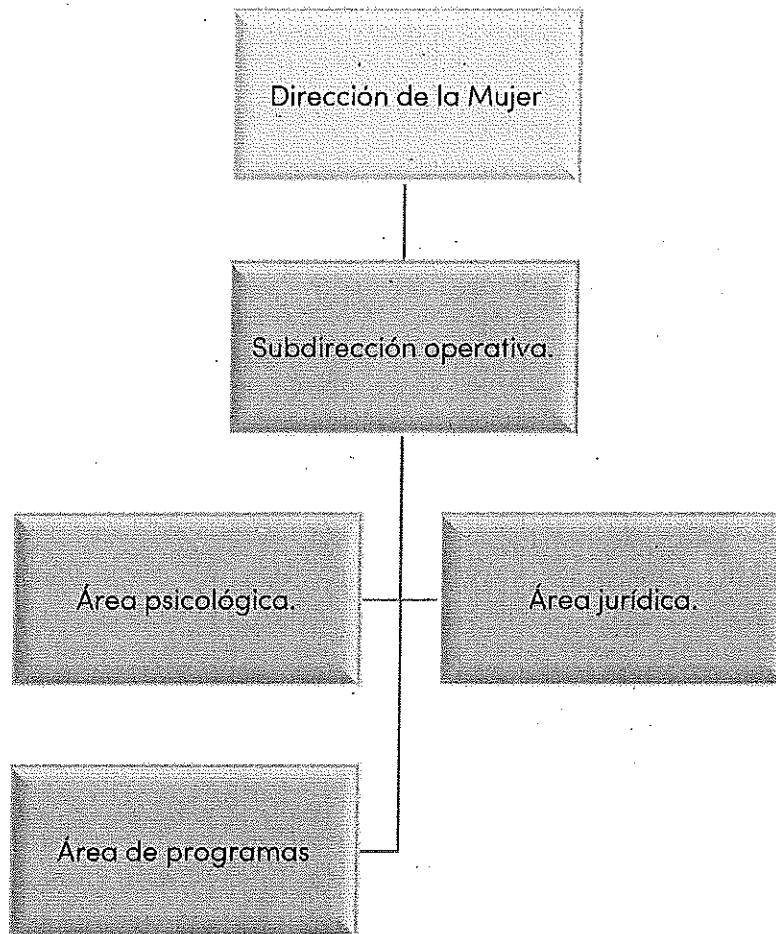 Dirección de la Mujer
Subdirección operativa.
Área psicológica.
Área jurídica.
Área de programas